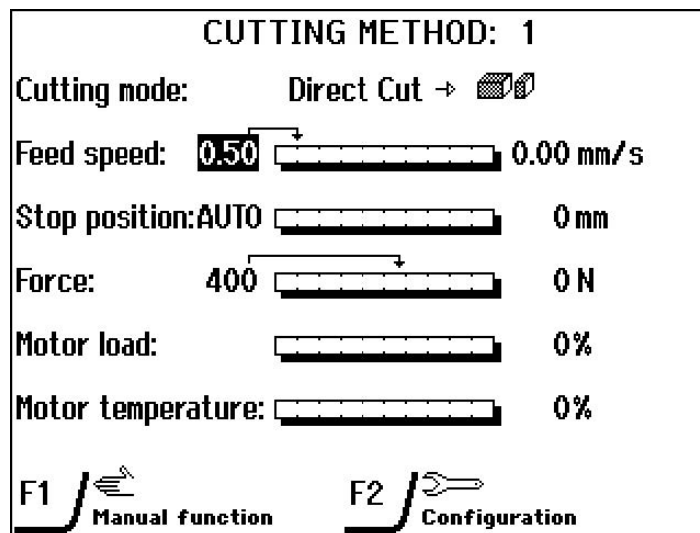 CUTTING METHOD: 1
Cutting mode: Direct Cut
Feed speed: 0.50 0.00 mm/s
Stop position:AUTO 0 mm
Force: 400 0 N
Motor load: 0%
Motor temperature: 0%
F1 Manual function F2 Configuration